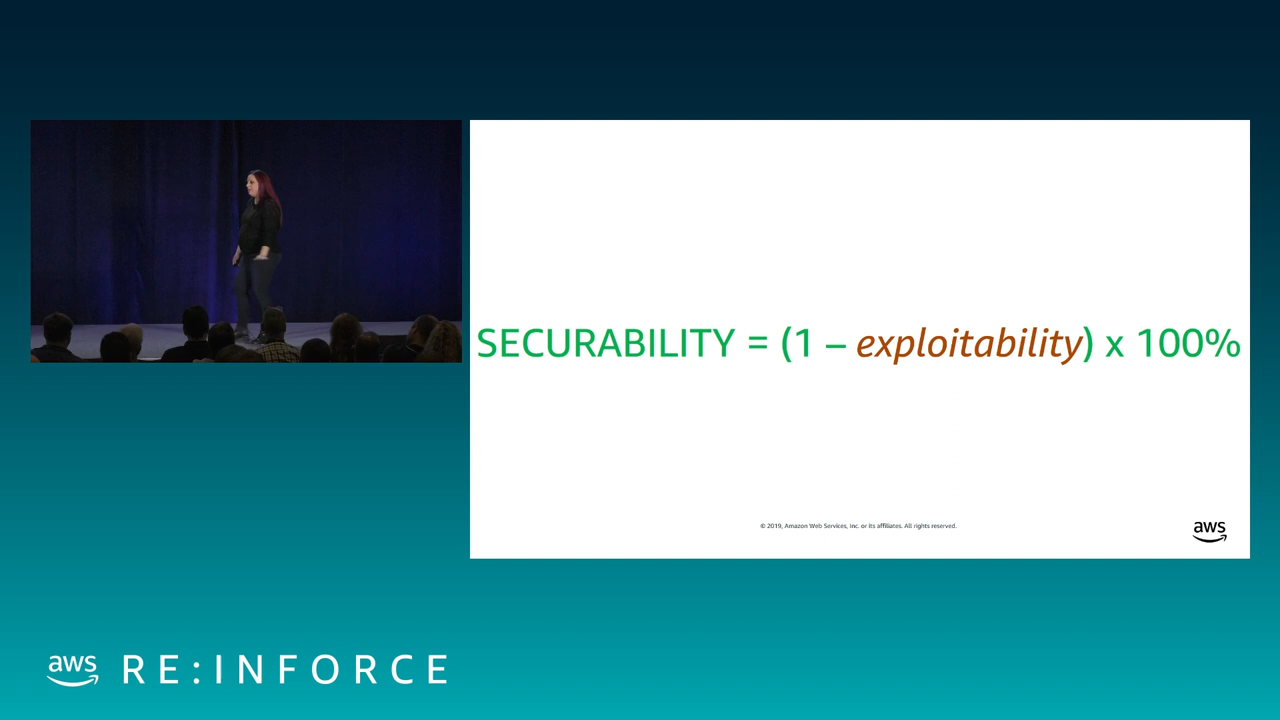 SECURABILITY = (1 – exploitability) x 100%
© 2019, Amazon Web Services, Inc. or its affiliates. All rights reserved.
aws
aws RE:INFORCE